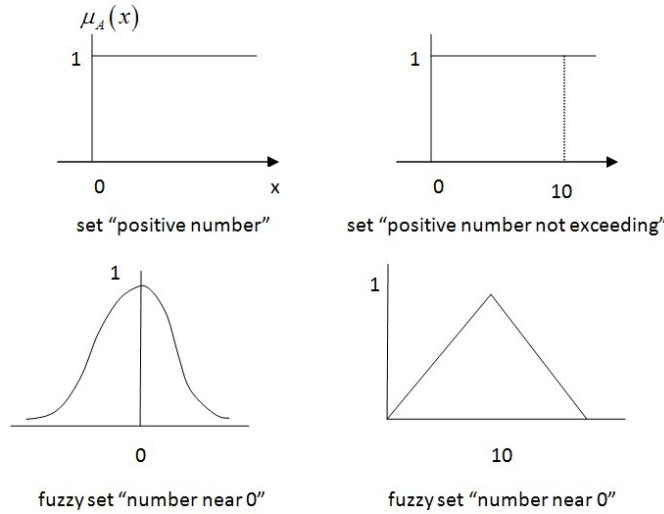 μ_A(x)
1
0 x
set “positive number”
1
0 10
set “positive number not exceeding”
1
0
fuzzy set “number near 0”
1
10
fuzzy set “number near 0”